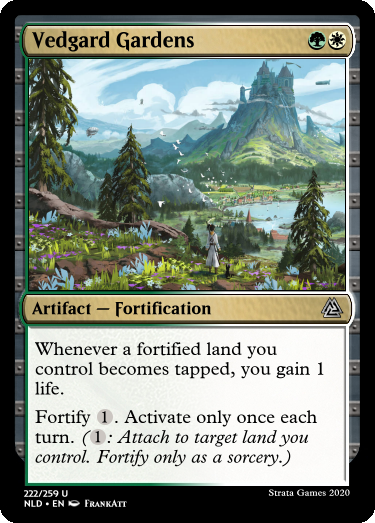 Vedgard Gardens
Artifact — Fortification
Whenever a fortified land you
control becomes tapped, you gain 1
life.
Fortify 1. Activate only once each
turn. (1: Attach to target land you
control. Fortify only as a sorcery.)
222/259 U
Strata Games 2020
NLD • EN FrankAtt